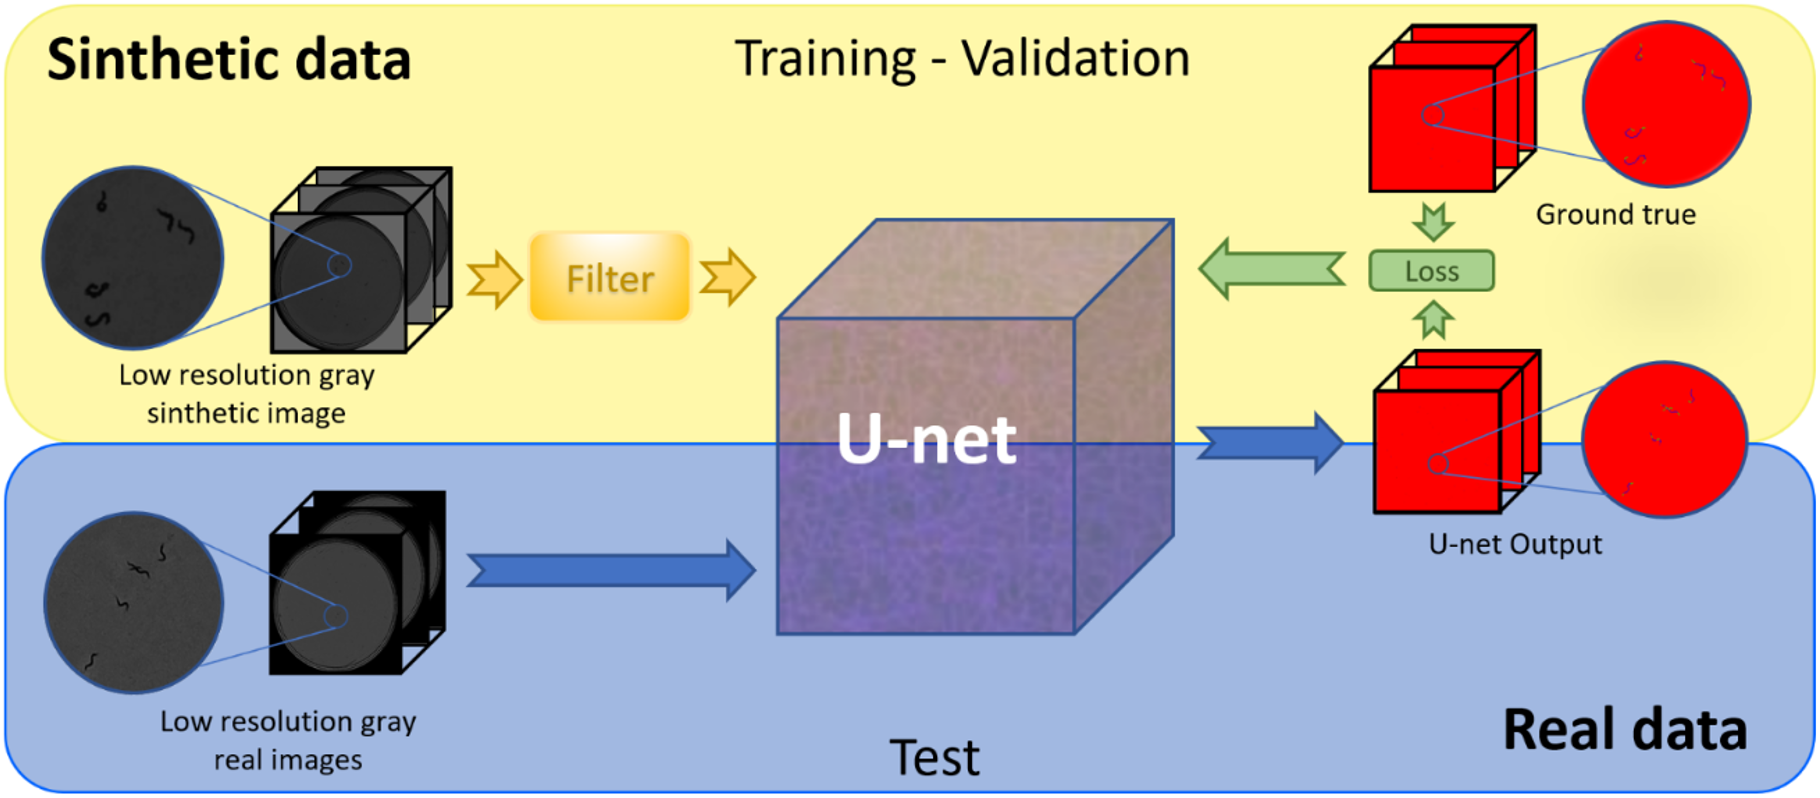 Sinthetic data
Training - Validation
Ground true
Filter
Loss
Low resolution gray
sinthetic image
U-net
U-net Output
Low resolution gray
real images
Test
Real data